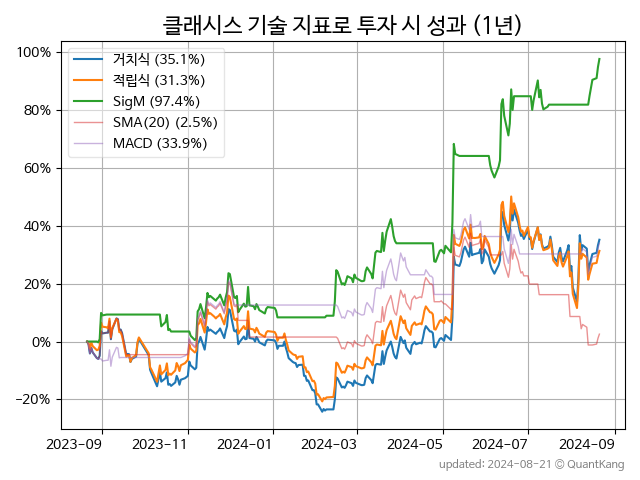 클래시스 기술 지표로 투자 시 성과 (1년)
100%
80%
60%
40%
20%
0%
−20%
거치식 (35.1%)
적립식 (31.3%)
SigM (97.4%)
SMA(20) (2.5%)
MACD (33.9%)
2023-09 2023-11 2024-01 2024-03 2024-05 2024-07 2024-09
updated: 2024-08-21 © QuantKang